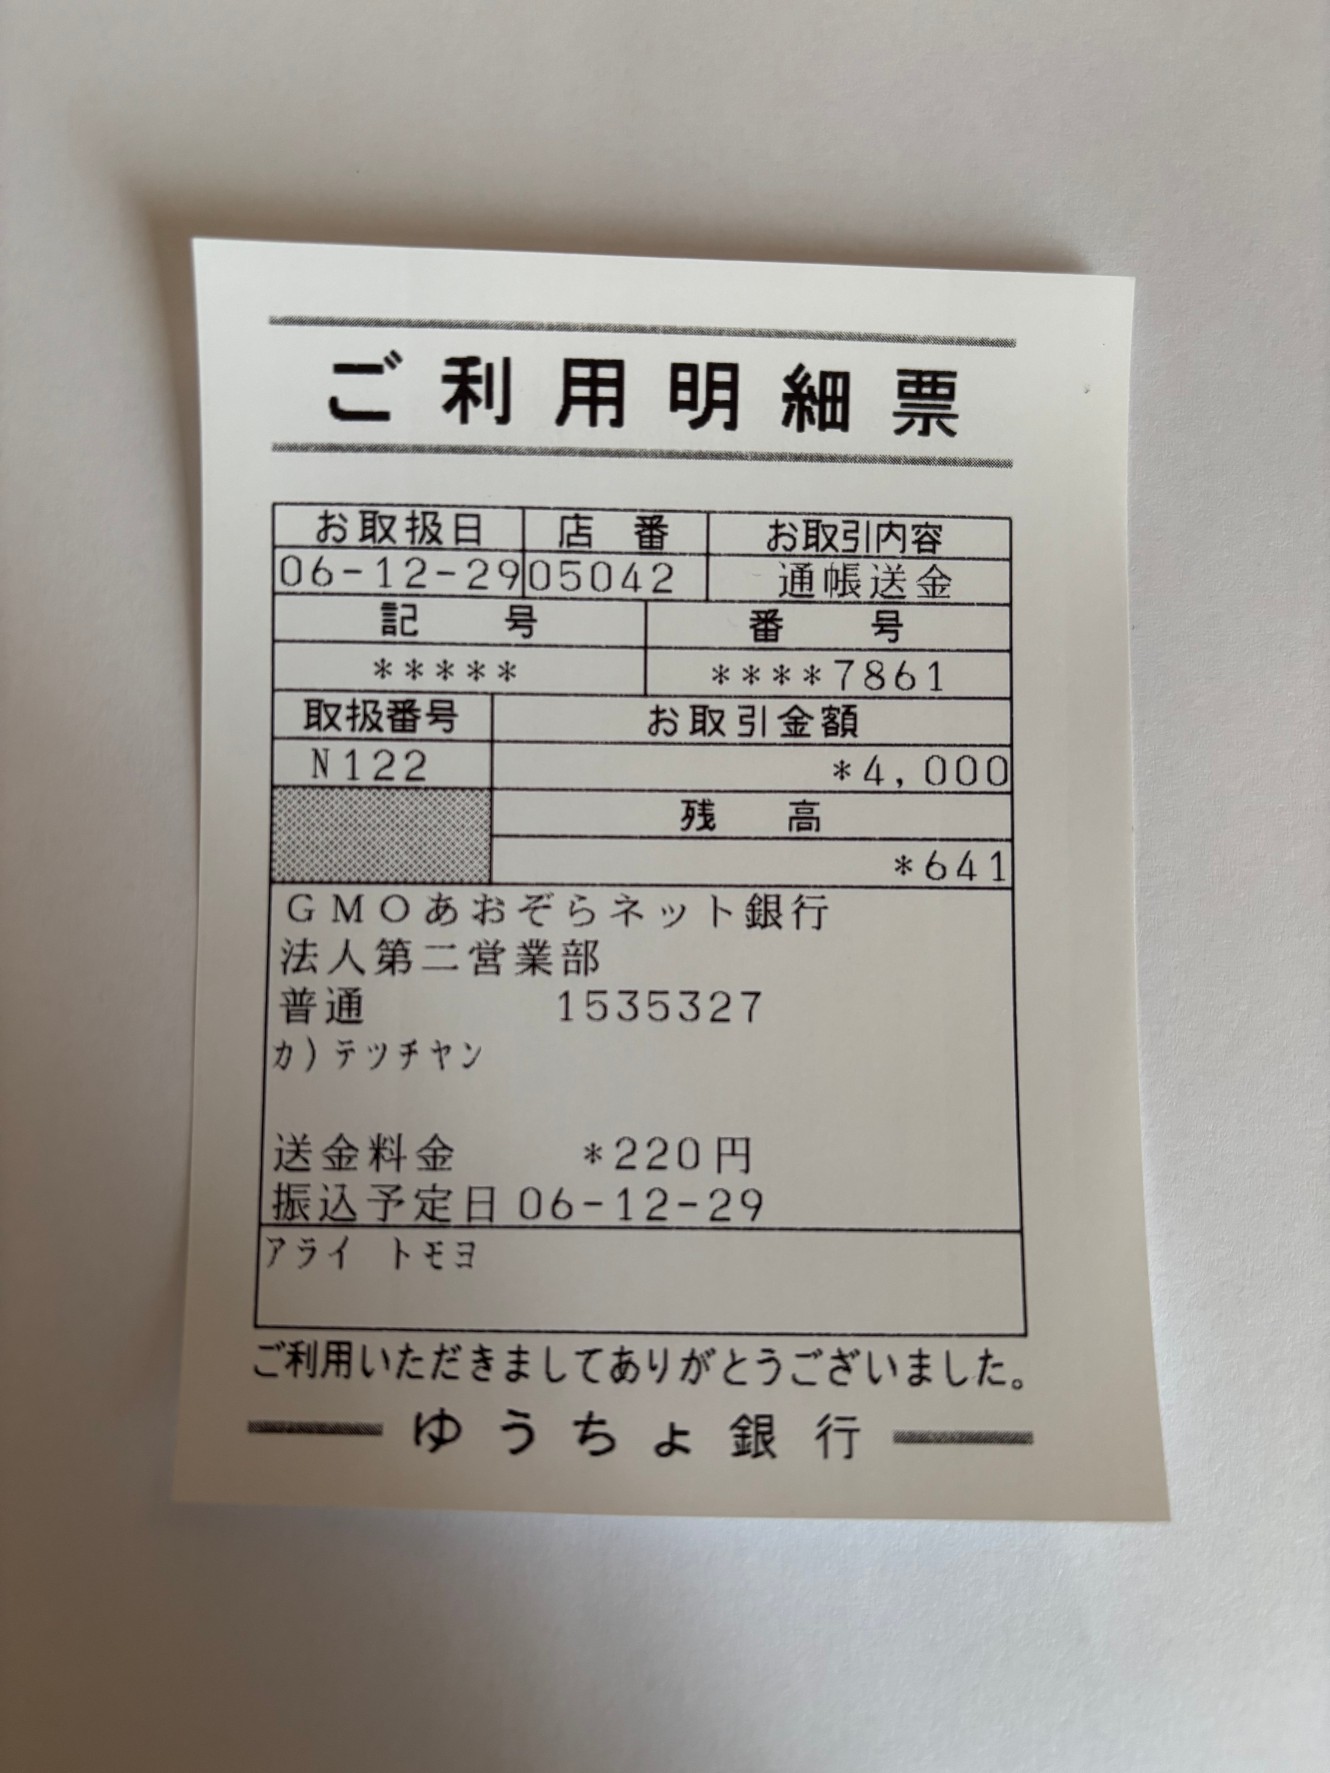 ご利用明細票
お取扱日 店番 お取引内容
06-12-29 05042 通帳送金
記号 番号
***** ****7861
取扱番号 お取引金額
N122 *4,000
残高
*641
GMOあおぞらネット銀行
法人第二営業部
普通 1535327
カ)テツチヤン
送金料金 *220円
振込予定日 06-12-29
アライ トモヨ
ご利用いただきましてありがとうございました。
ゆうちょ銀行